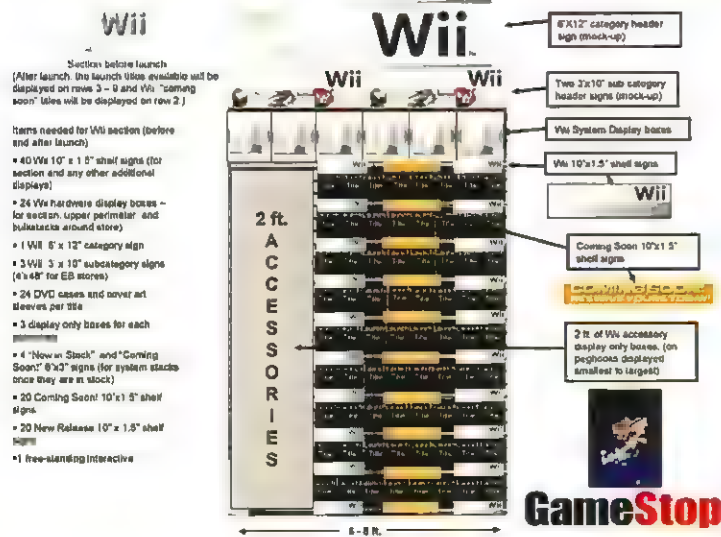 Wii
Section before launch
(After launch, the launch titles available will be
displayed on rows 3 – 9 and Wii "coming
soon" titles will be displayed on row 2.)
Items needed for Wii section (before
and after launch)
• 40 Wii 10" x 1.5" shelf signs (for
section and any other additional
displays)
• 24 Wii hardware display boxes –
for section, upper perimeter and
bulkstacks around store)
• 1 Wii 6' x 12" category sign
• 3 Wii 3' x 10" subcategory signs
(4'x48" for EB stores)
• 24 DVD cases and cover art
sleeves per title
• 3 display only boxes for each
• 4 "New in Stock" and "Coming
Soon!" 8"x3" signs (for system stacks
once they are in stock)
• 20 Coming Soon! 10"x1.5" shelf
signs
• 20 New Release 10" x 1.5" shelf
signs
•1 free-standing interactive
Wii
Wii
Wii
2 ft.
ACCESSORIES
6 - 8 ft.
6'X12" category header
sign (mock-up)
Two 3'x10" sub category
header signs (mock-up)
Wii System Display boxes
Wii 10"x1.5" shelf signs
Wii
Coming Soon 10"x1.5"
shelf signs
COMING SOON
2 ft. of Wii accessory
display only boxes. (on
peghooks displayed
smallest to largest)
GameStop